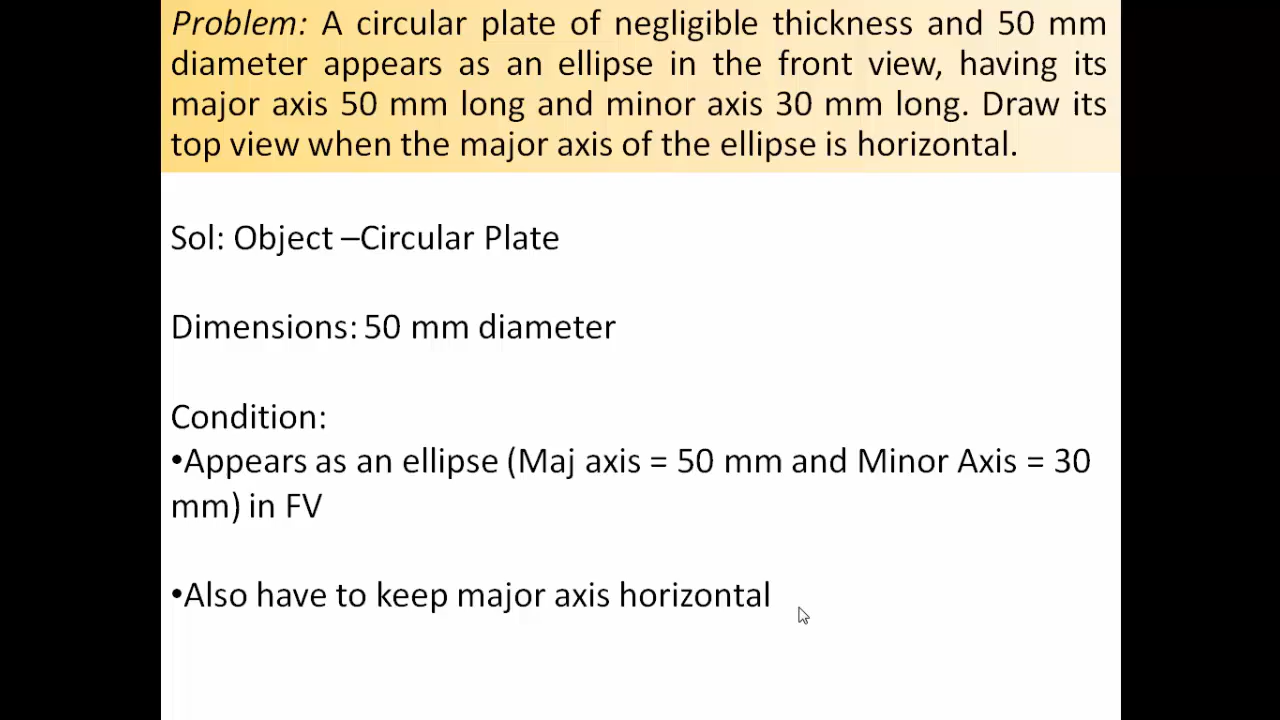 Problem: A circular plate of negligible thickness and 50 mm
diameter appears as an ellipse in the front view, having its
major axis 50 mm long and minor axis 30 mm long. Draw its
top view when the major axis of the ellipse is horizontal.
Sol: Object –Circular Plate
Dimensions: 50 mm diameter
Condition:
•Appears as an ellipse (Maj axis = 50 mm and Minor Axis = 30
mm) in FV
•Also have to keep major axis horizontal